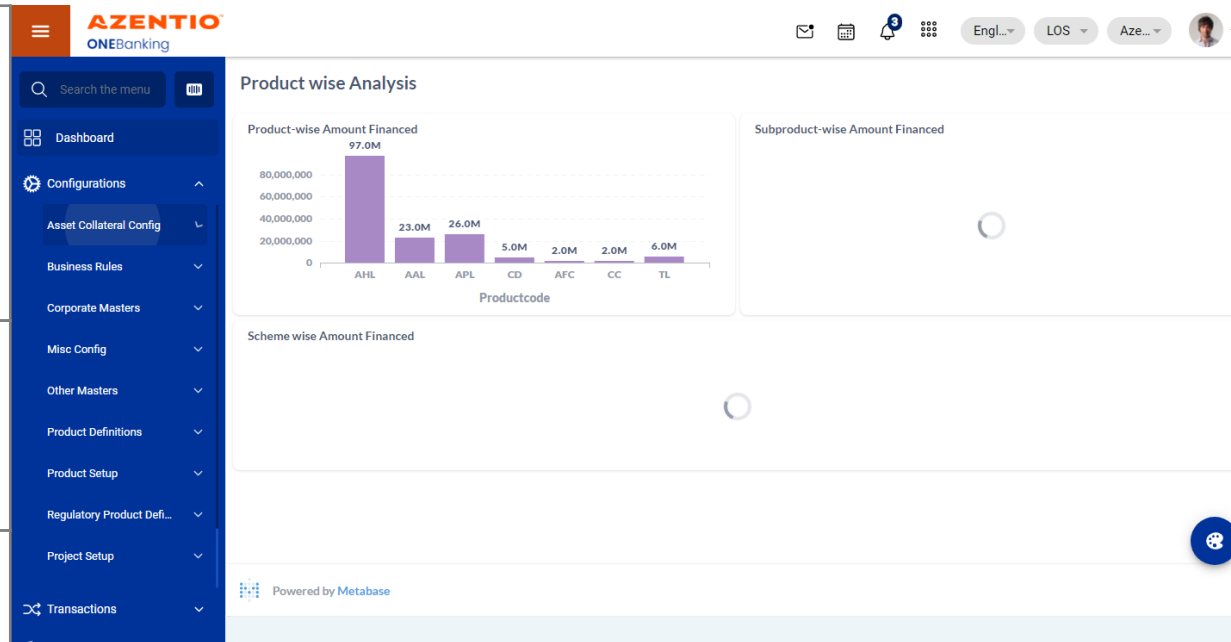 AZENTIO
ONEBanking
3
Engl...
LOS
Aze...
Search the menu
Dashboard
Configurations
Asset Collateral Config
Business Rules
Corporate Masters
Misc Config
Other Masters
Product Definitions
Product Setup
Regulatory Product Defi...
Project Setup
Transactions
Product wise Analysis
Product-wise Amount Financed
97.0M
80,000,000
60,000,000
40,000,000
20,000,000
0
23.0M
26.0M
5.0M
2.0M
2.0M
6.0M
AHL AAL APL CD AFC CC TL
Productcode
Subproduct-wise Amount Financed
Scheme wise Amount Financed
Powered by Metabase